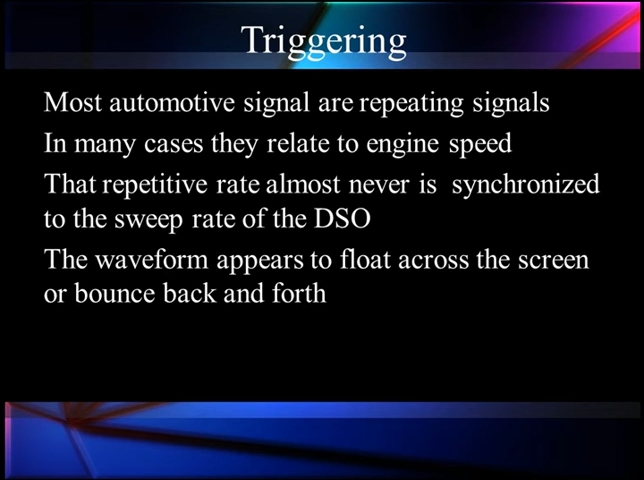 Triggering
Most automotive signal are repeating signals
In many cases they relate to engine speed
That repetitive rate almost never is synchronized
to the sweep rate of the DSO
The waveform appears to float across the screen
or bounce back and forth